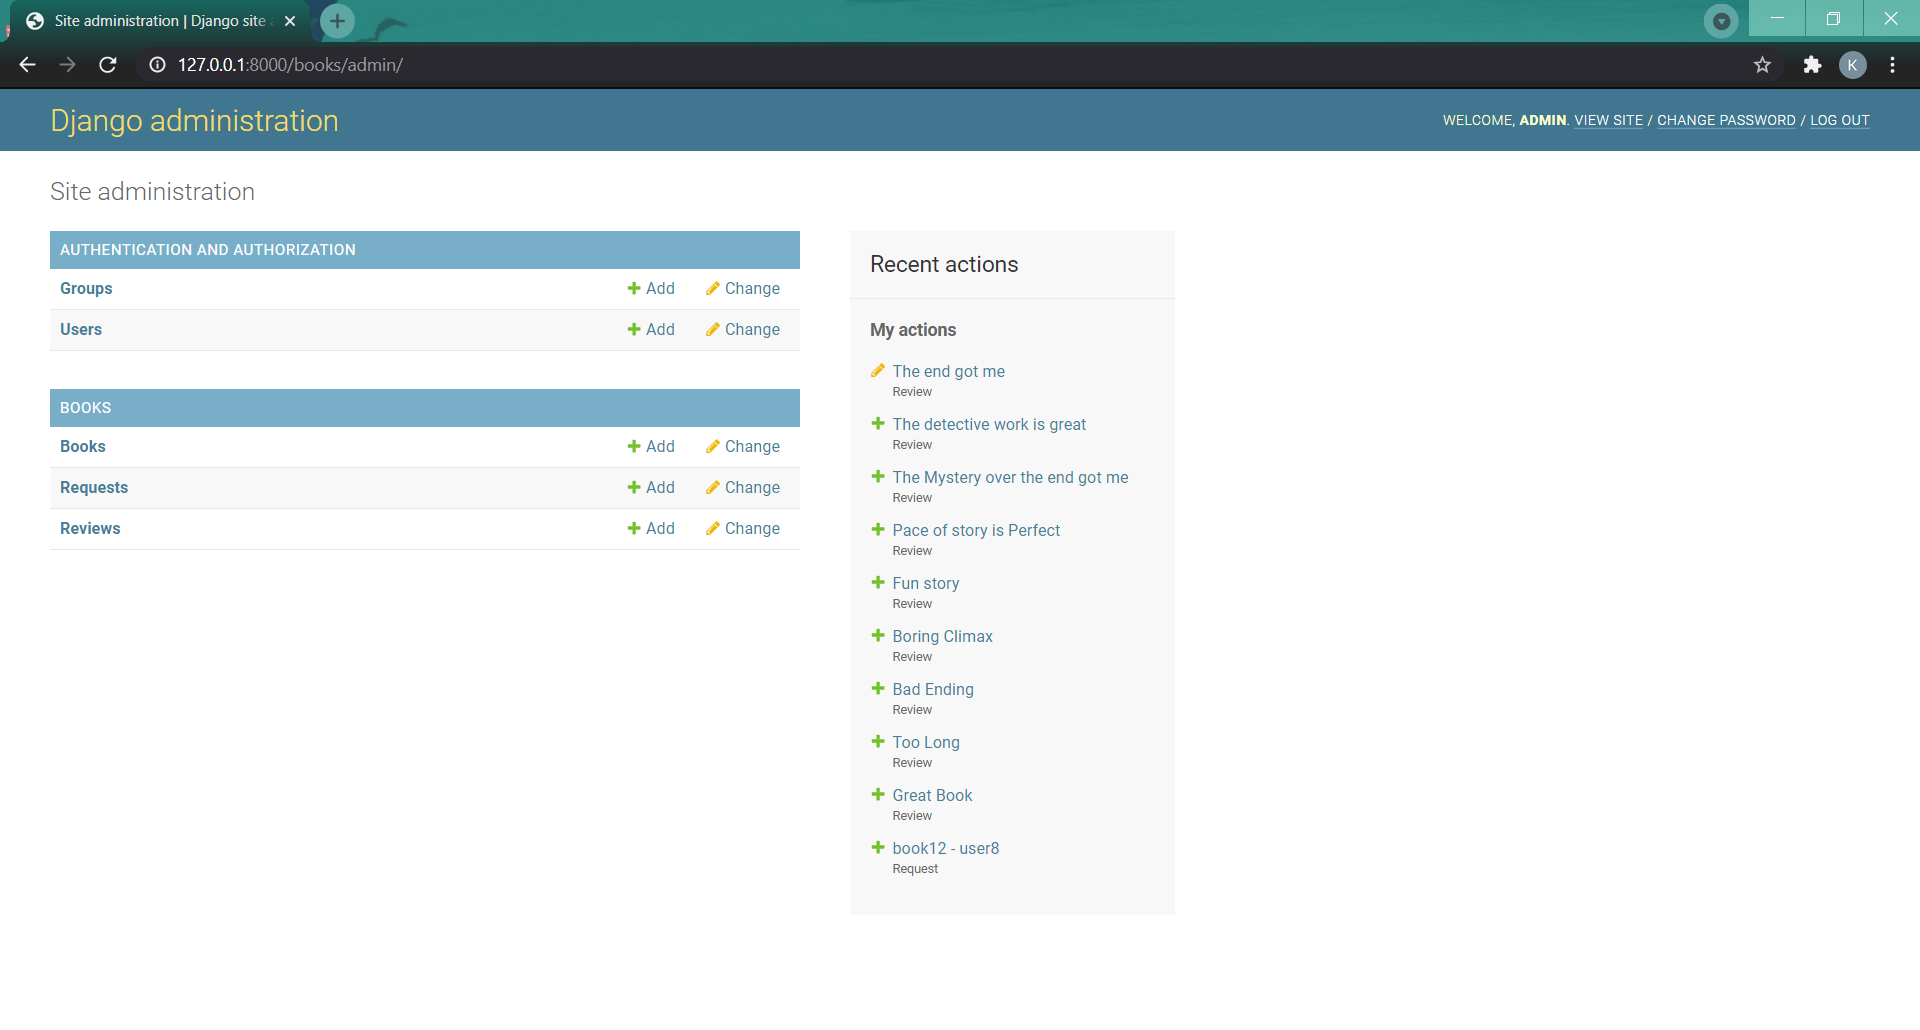 Site administration | Django site
127.0.0.1:8000/books/admin/
K
Django administration
WELCOME, ADMIN. VIEW SITE / CHANGE PASSWORD / LOG OUT
Site administration
AUTHENTICATION AND AUTHORIZATION
Groups Add Change
Users Add Change
BOOKS
Books Add Change
Requests Add Change
Reviews Add Change
Recent actions
My actions
The end got me
Review
The detective work is great
Review
The Mystery over the end got me
Review
Pace of story is Perfect
Review
Fun story
Review
Boring Climax
Review
Bad Ending
Review
Too Long
Review
Great Book
Review
book12 - user8
Request